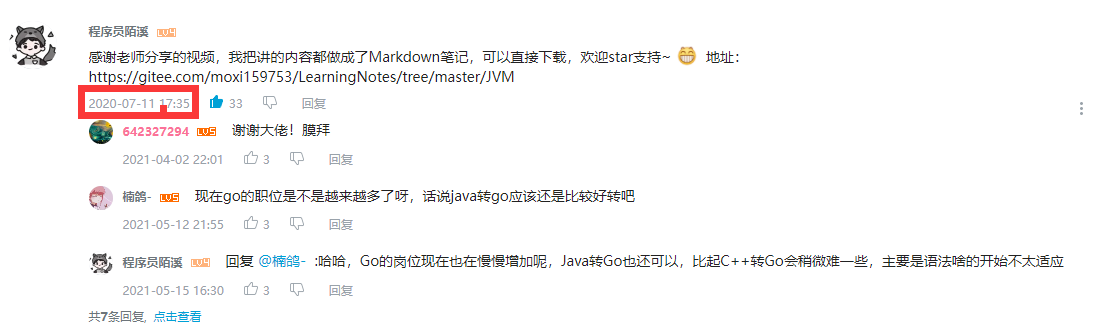 程序员陌溪 LV4
感谢老师分享的视频，我把讲的内容都做成了Markdown笔记，可以直接下载，欢迎star支持~ 😁 地址：
https://gitee.com/moxi159753/LearningNotes/tree/master/JVM
2020-07-11 17:35 33 回复
642327294 LV5 谢谢大佬！膜拜
2021-04-02 22:01 3 回复
楠鸽- LV5 现在go的职位是不是越来越多了呀，话说java转go应该还是比较好转吧
2021-05-12 21:55 3 回复
程序员陌溪 LV4 回复 @楠鸽- :哈哈，Go的岗位现在也在慢慢增加呢，Java转Go也还可以，比起C++转Go会稍微难一些，主要是语法啥的开始不太适应
2021-05-15 16:30 3 回复
共7条回复, 点击查看